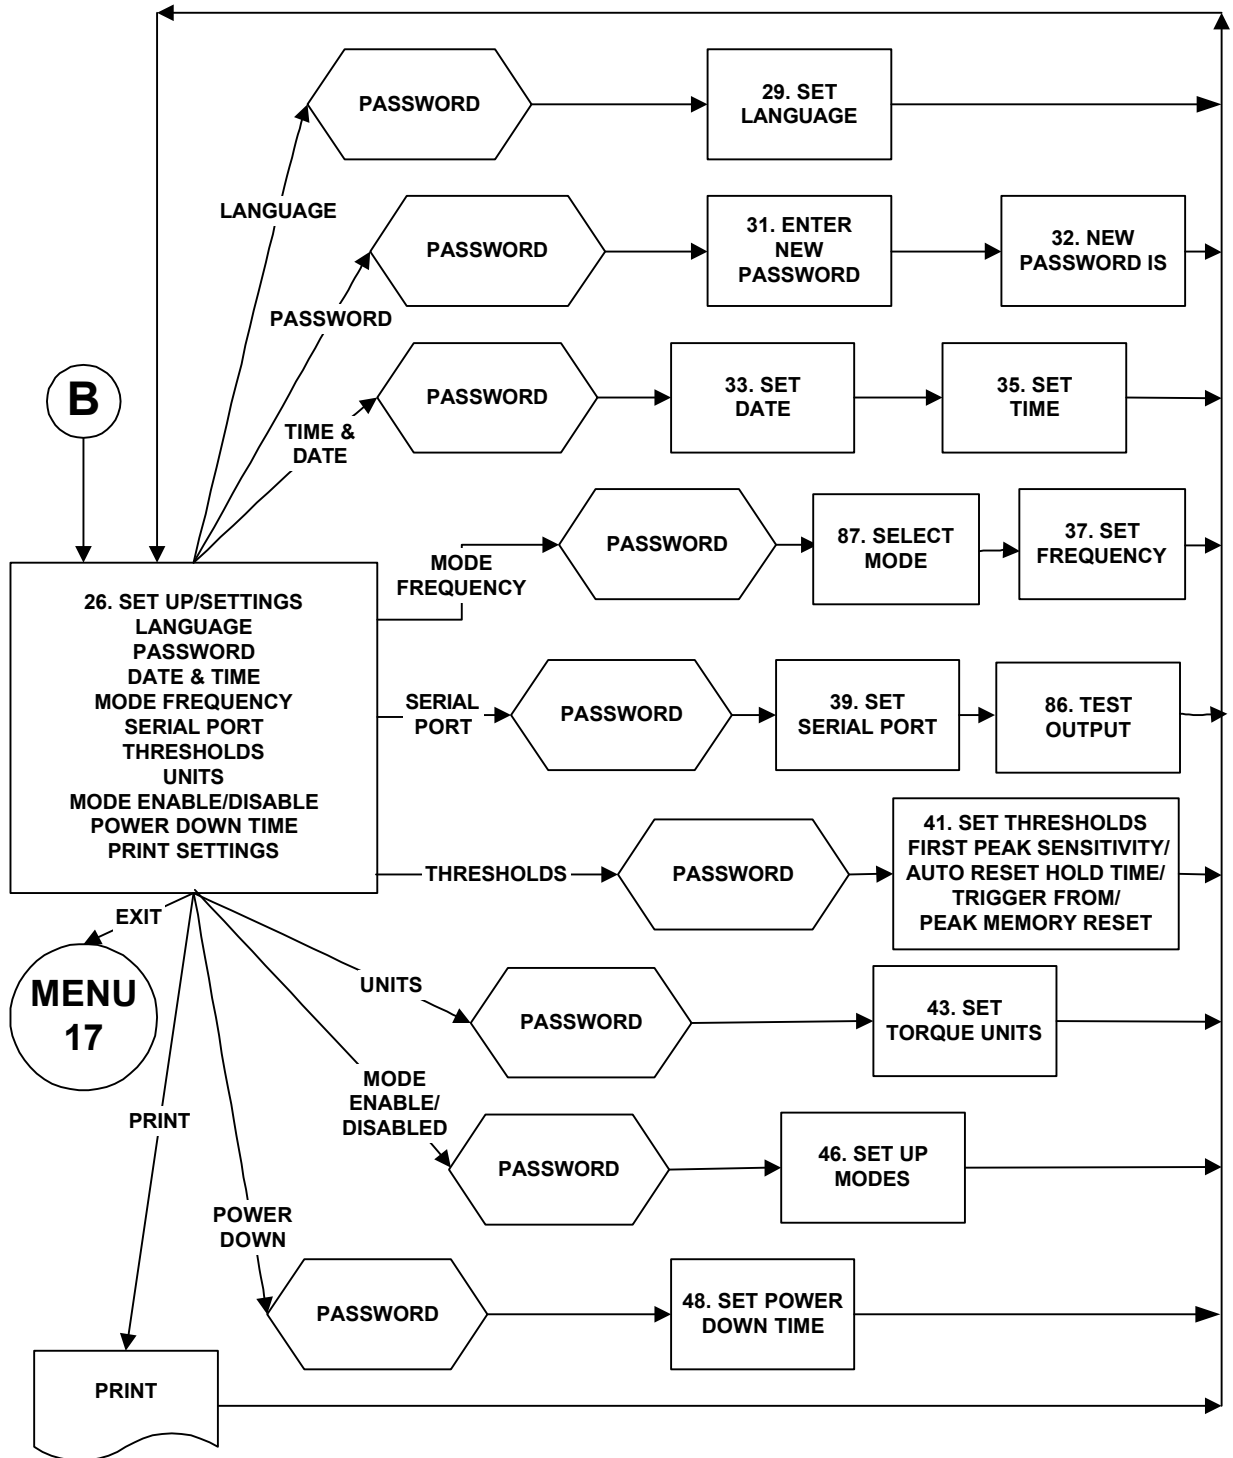 PASSWORD
29. SET
LANGUAGE
LANGUAGE
PASSWORD
31. ENTER
NEW
PASSWORD
32. NEW
PASSWORD IS
PASSWORD
B
PASSWORD
33. SET
DATE
35. SET
TIME
TIME &
DATE
MODE
FREQUENCY
PASSWORD
87. SELECT
MODE
37. SET
FREQUENCY
26. SET UP/SETTINGS
LANGUAGE
PASSWORD
DATE & TIME
MODE FREQUENCY
SERIAL PORT
THRESHOLDS
UNITS
MODE ENABLE/DISABLE
POWER DOWN TIME
PRINT SETTINGS
SERIAL
PORT
PASSWORD
39. SET
SERIAL PORT
86. TEST
OUTPUT
THRESHOLDS
PASSWORD
41. SET THRESHOLDS
FIRST PEAK SENSITIVITY/
AUTO RESET HOLD TIME/
TRIGGER FROM/
PEAK MEMORY RESET
EXIT
MENU
17
UNITS
PASSWORD
43. SET
TORQUE UNITS
MODE
ENABLE/
DISABLED
PASSWORD
46. SET UP
MODES
PRINT
POWER
DOWN
PASSWORD
48. SET POWER
DOWN TIME
PRINT